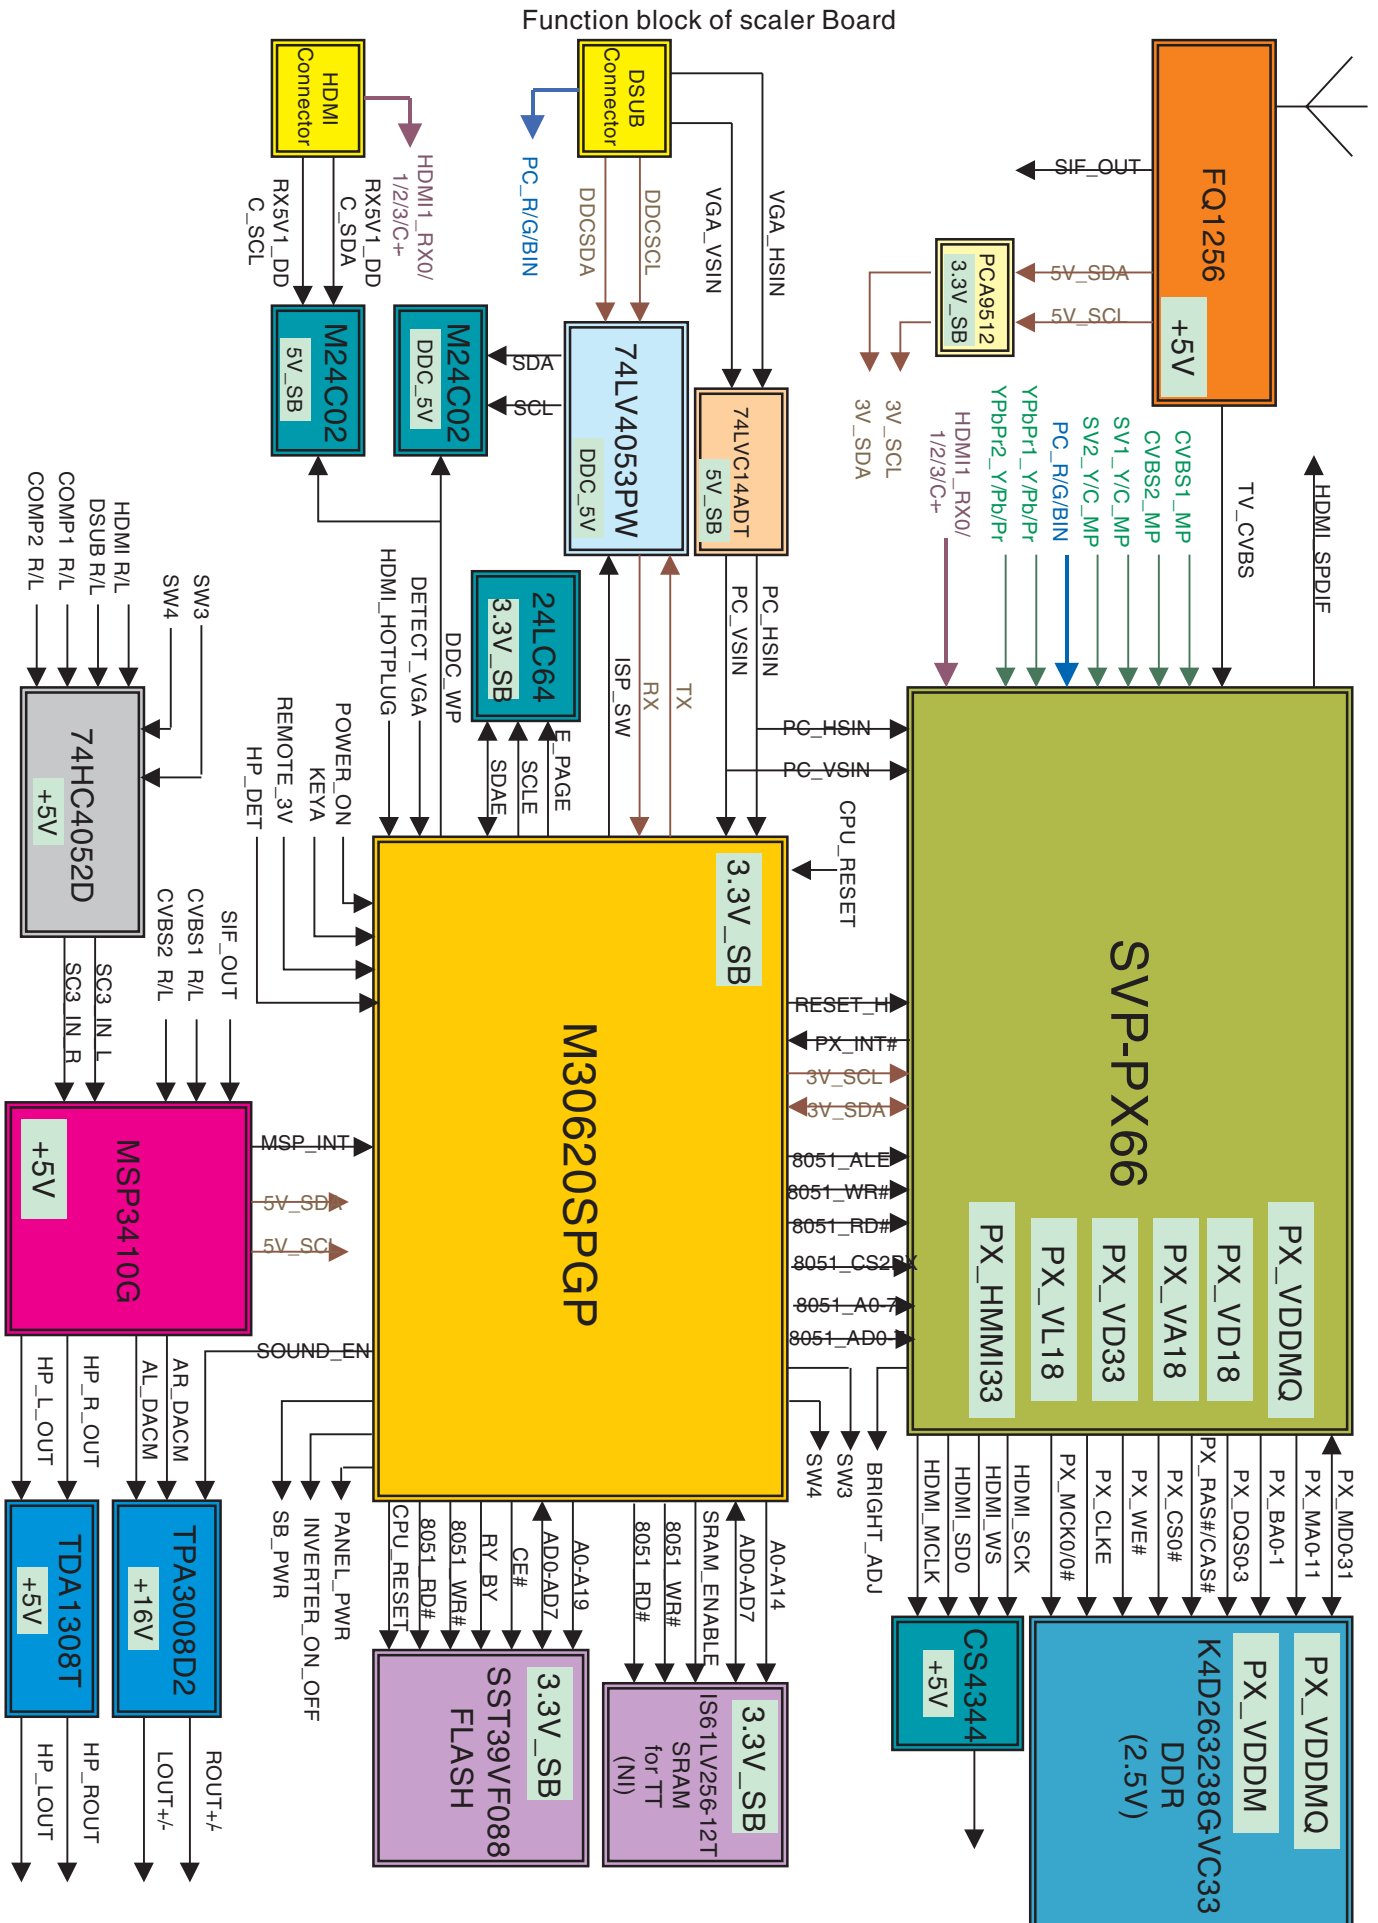 Function block of scaler Board
HDMI
Connector
DSUB
Connector
FQ1256
+5V
SIF_OUT
PCA9512
3.3V_SB
5V_SDA
5V_SCL
3V_SCL
3V_SDA
HDMI1_RX0/
1/2/3/C+
RX5V1_DD
C_SDA
RX5V1_DD
C_SCL
PC_R/G/BIN
DDCSCL
DDCSDA
VGA_HSIN
VGA_VSIN
M24C02
5V_SB
M24C02
DDC_5V
SDA
SCL
74LV4053PW
DDC_5V
74LVC14ADT
5V_SB
HDMI1_RX0/
1/2/3/C+
YPbPr2_Y/Pb/Pr
YPbPr1_Y/Pb/Pr
PC_R/G/BIN
SV2_Y/C_MP
SV1_Y/C_MP
CVBS2_MP
CVBS1_MP
TV_CVBS
HDMI_SPDIF
HDMI R/L
DSUB R/L
COMP1 R/L
COMP2 R/L
SW3
SW4
74HC4052D
+5V
HDMI_HOTPLUG
DETECT_VGA
DDC_WP
24LC64
3.3V_SB
E_PAGE
SCLE
SDAE
ISP_SW
RX
TX
PC_HSIN
PC_VSIN
PC_HSIN
PC_VSIN
CPU_RESET
POWER_ON
KEYA
REMOTE_3V
HP_DET
SIF_OUT
CVBS1 R/L
CVBS2 R/L
SC3_IN_L
SC3_IN_R
MSP3410G
+5V
MSP_INT
5V_SDA
5V_SCL
SOUND_EN
M30620SPGP
3.3V_SB
RESET_H
PX_INT#
3V_SCL
3V_SDA
8051_ALE
8051_WR#
8051_RD#
8051_CS2PX
8051_A0-7
8051_AD0-7
SVP-PX66
PX_HMMI33
PX_VL18
PX_VD33
PX_VA18
PX_VD18
PX_VDDMQ
HP_R_OUT
HP_L_OUT
AR_DACM
AL_DACM
SB_PWR
INVERTER_ON_OFF
PANEL_PWR
CPU_RESET
8051_RD#
8051_WR#
RY_BY
CE#
AD0-AD7
A0-A19
8051_RD#
8051_WR#
SRAM_ENABLE
AD0-AD7
A0-A14
SW4
SW3
BRIGHT_ADJ
HDMI_MCLK
HDMI_SD0
HDMI_WS
HDMI_SCK
PX_MCK0/0#
PX_CLKE
PX_WE#
PX_CS0#
PX_RAS#/CAS#
PX_DQS0-3
PX_BA0-1
PX_MA0-11
PX_MD0-31
TDA1308T
+5V
TPA3008D2
+16V
SST39VF088
FLASH
3.3V_SB
IS61LV256-12T
SRAM
for TT
(NI)
3.3V_SB
CS4344
+5V
K4D263238G-VC33
DDR
(2.5V)
PX_VDDM
PX_VDDMQ
HP_ROUT
HP_LOUT
ROUT+/-
LOUT+/-